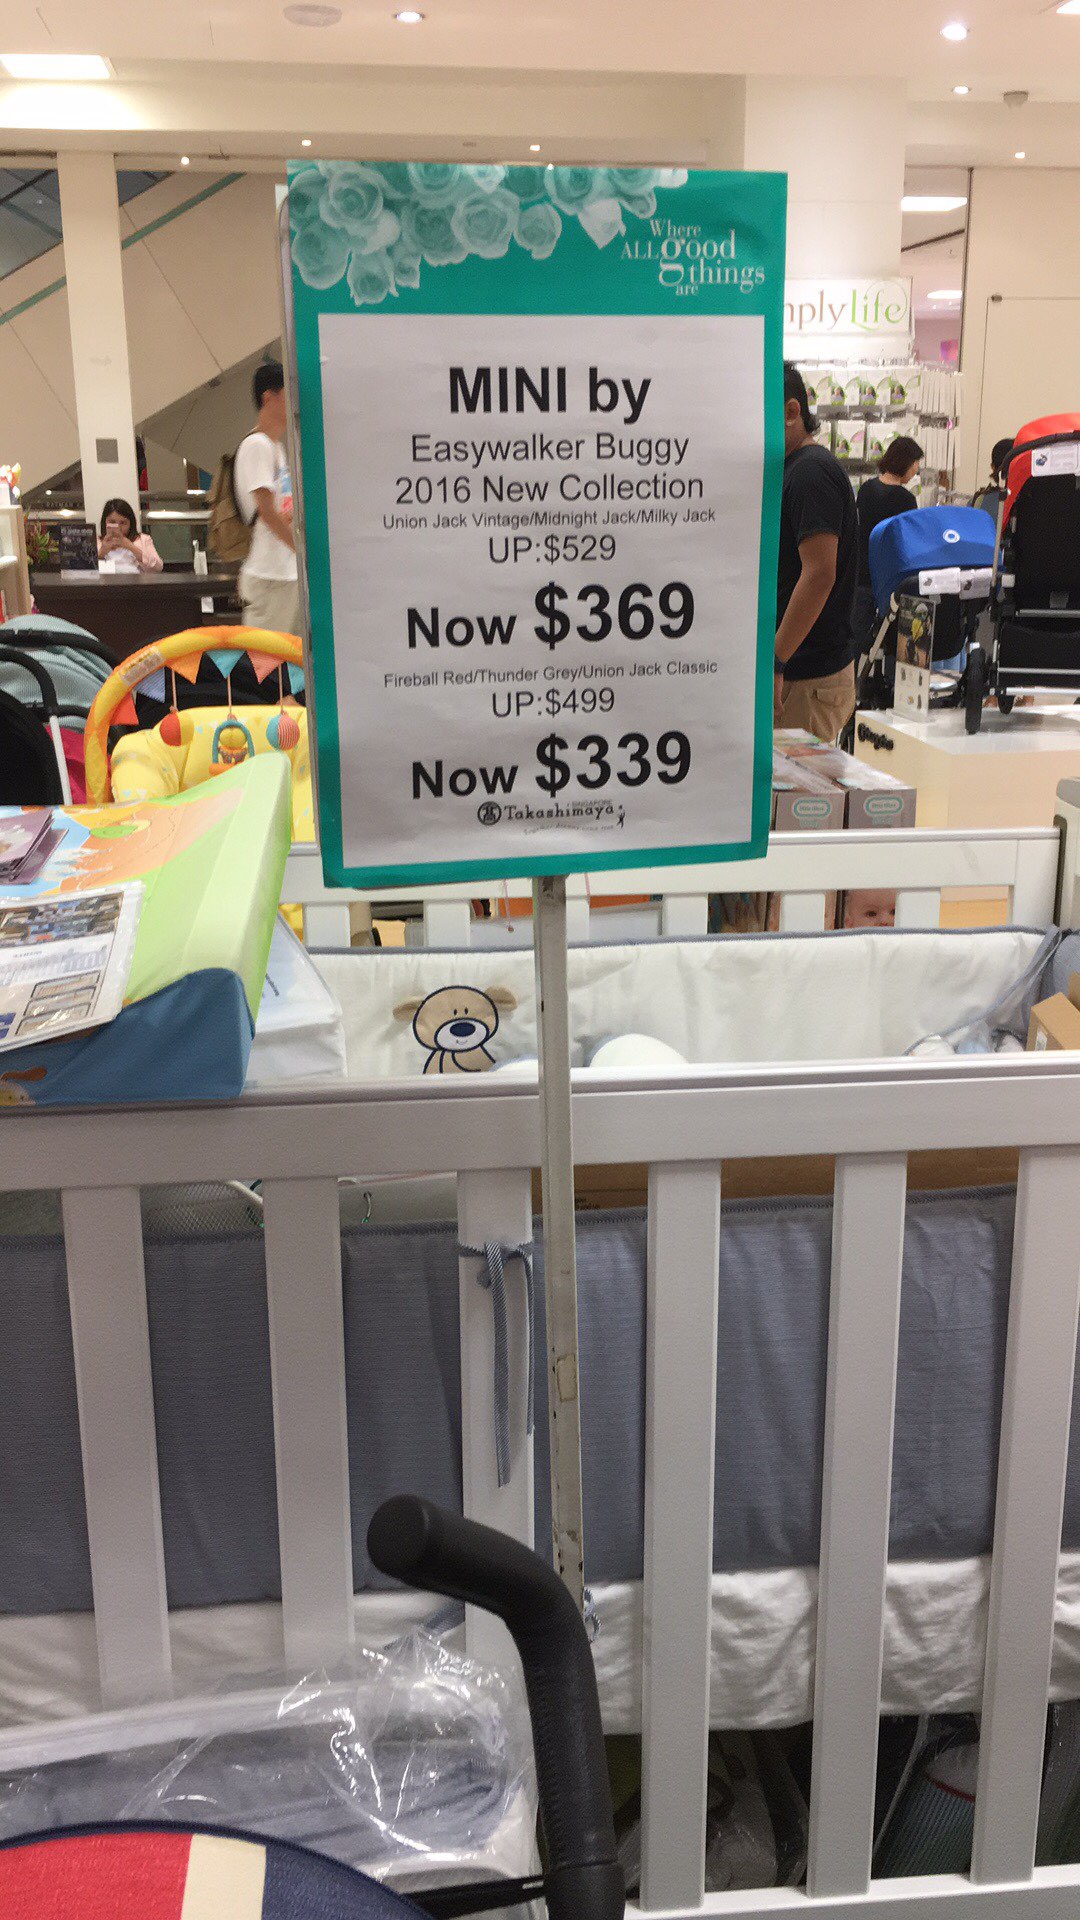 Where
ALL good
things
are
mplylife
MINI by
Easywalker Buggy
2016 New Collection
Union Jack Vintage/Midnight Jack/Milky Jack
UP:$529
Now $369
Fireball Red/Thunder Grey/Union Jack Classic
UP:$499
Now $339
SINGAPORE
Takashimaya